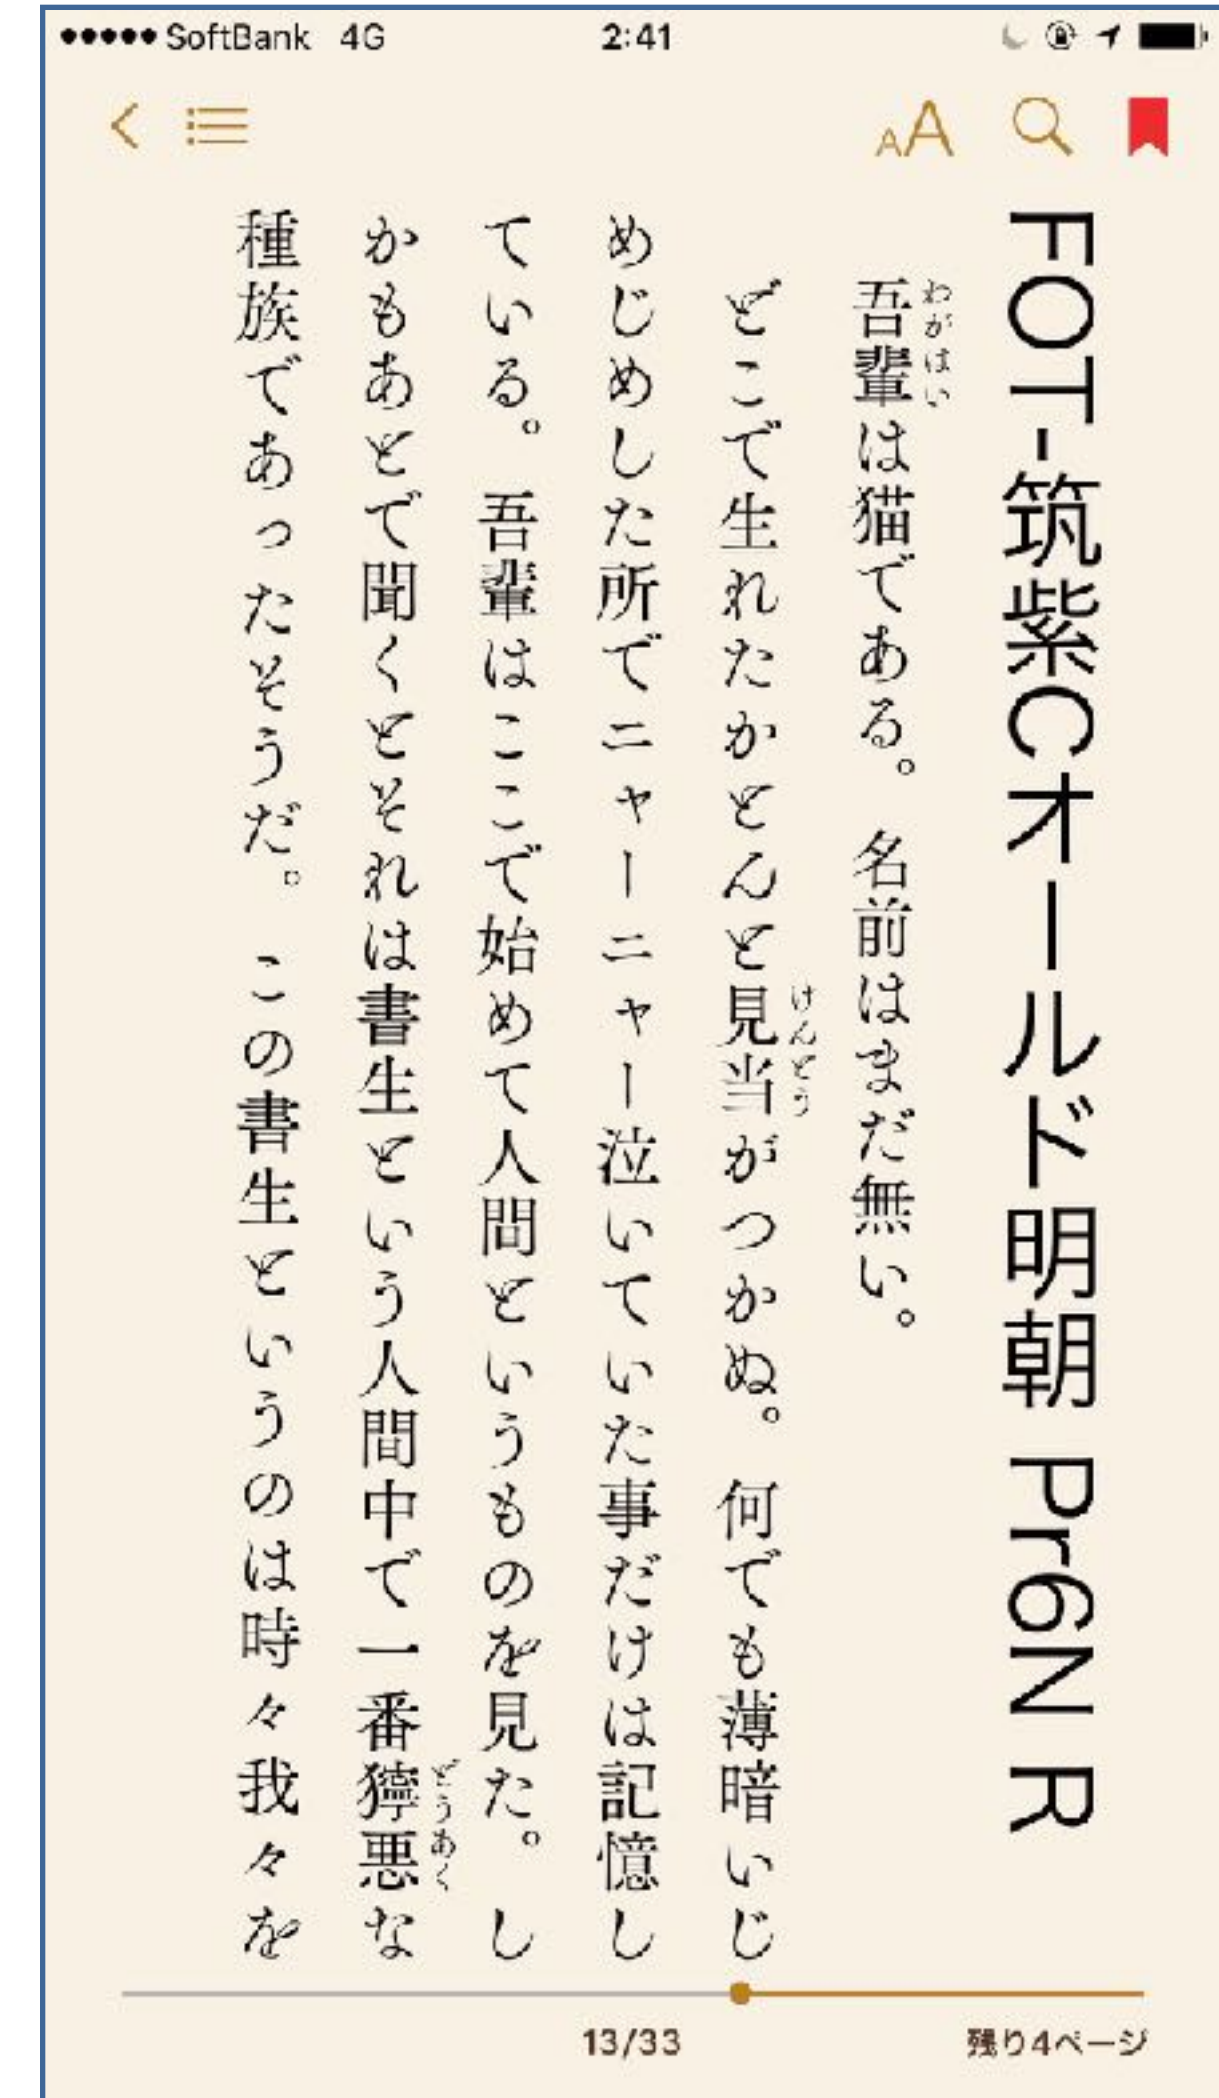 SoftBank 4G 2:41
AA
FOT-筑紫Cオールド明朝 Pr6N R
わがはい
吾輩は猫である。名前はまだ無い。
けんとう
どこで生れたかとんと見当がつかぬ。何でも薄暗いじ
めじめした所でニャーニャー泣いていた事だけは記憶し
ている。吾輩はここで始めて人間というものを見た。し
どうあく
かもあとで聞くとそれは書生という人間中で一番獰悪な
種族であったそうだ。この書生というのは時々我々を
13/33
残り4ページ